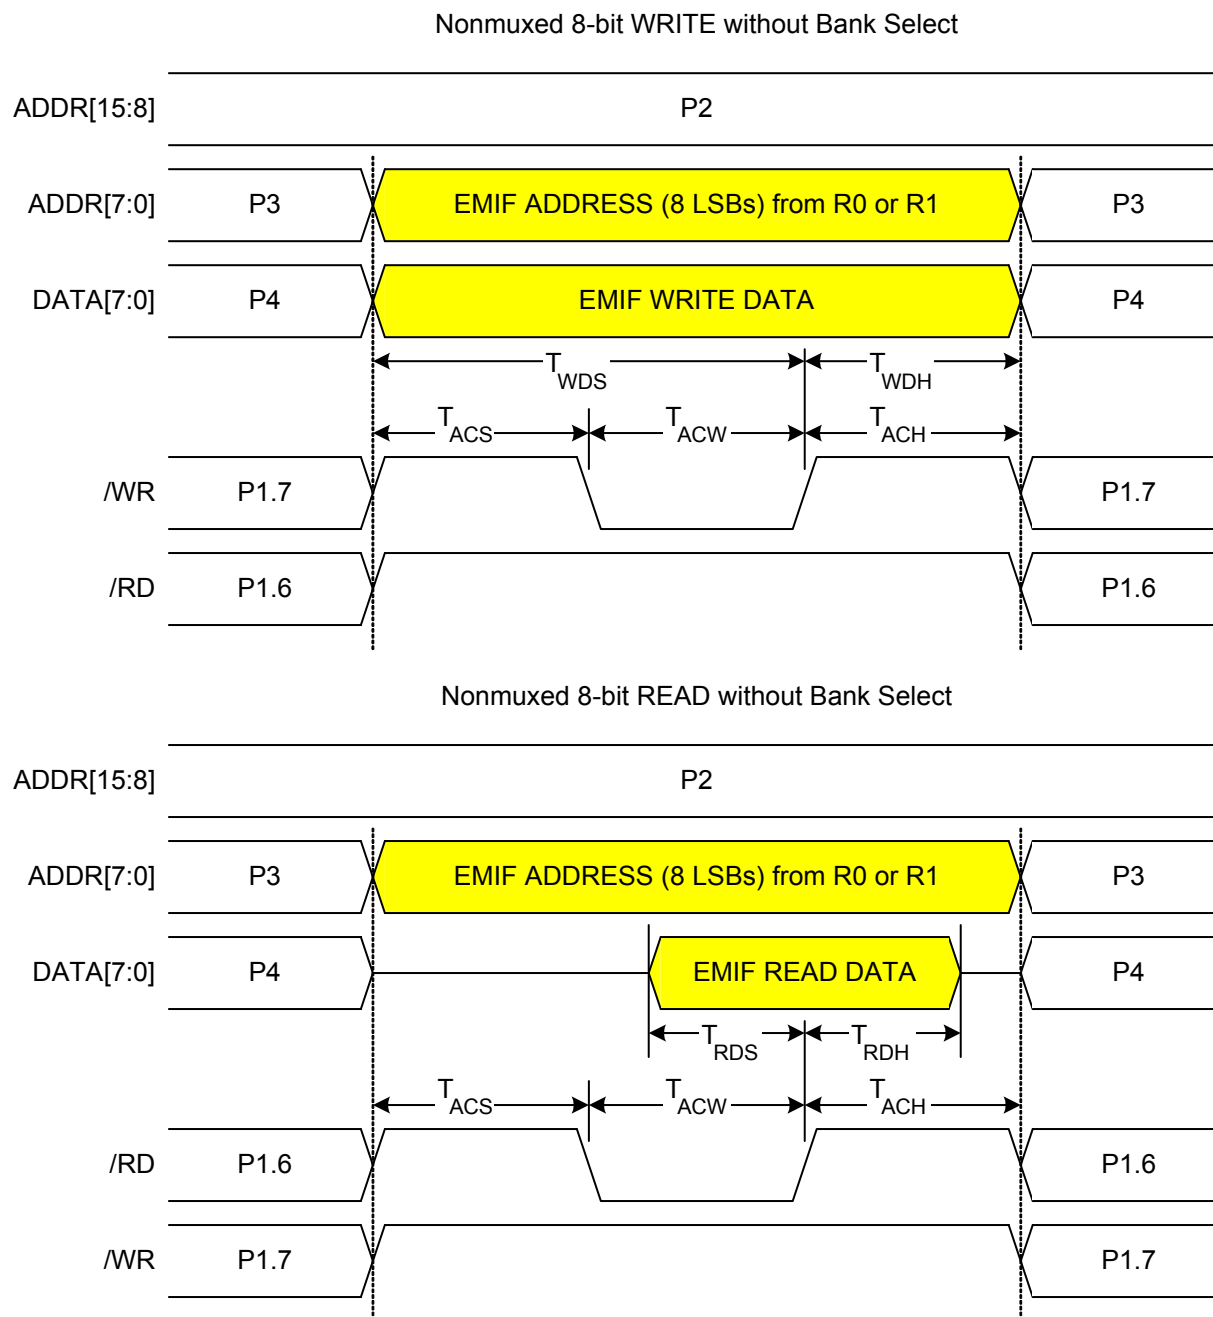 Nonmuxed 8-bit WRITE without Bank Select
ADDR[15:8] P2
ADDR[7:0] P3 EMIF ADDRESS (8 LSBs) from R0 or R1 P3
DATA[7:0] P4 EMIF WRITE DATA P4
TWDS TWDH
TACS TACW TACH
/WR P1.7 P1.7
/RD P1.6 P1.6
Nonmuxed 8-bit READ without Bank Select
ADDR[15:8] P2
ADDR[7:0] P3 EMIF ADDRESS (8 LSBs) from R0 or R1 P3
DATA[7:0] P4 EMIF READ DATA P4
TRDS TRDH
TACS TACW TACH
/RD P1.6 P1.6
/WR P1.7 P1.7